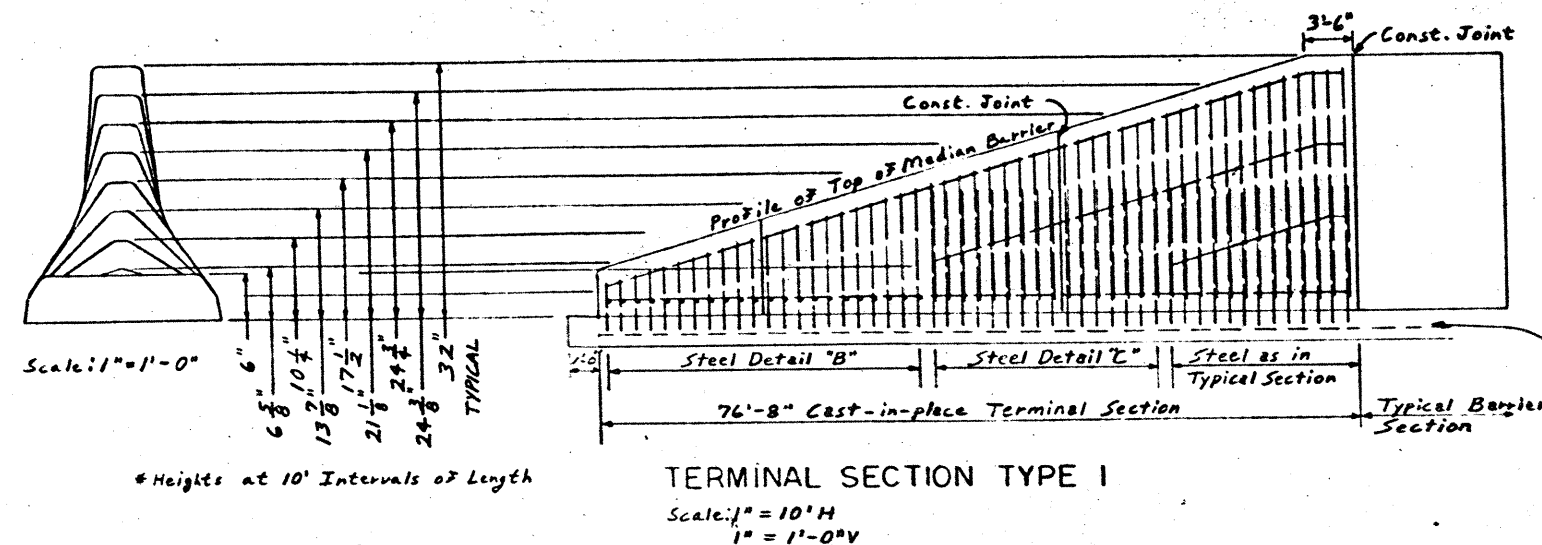 3'-6"
Const. Joint
Const. Joint
Profile of Top of Median Barrier
Scale: 1" = 1'-0"
6"
6 5/8"
10 1/4"
13 7/8"
17 1/2"
21 1/8"
24 3/4"
24 3/8"
32"
TYPICAL
1'-0"
Steel Detail "B"
Steel Detail "C"
Steel as in
Typical Section
76'-8" Cast-in-place Terminal Section
Typical Barrier
Section
* Heights at 10' Intervals of Length
TERMINAL SECTION TYPE I
Scale: 1" = 10' H
1" = 1'-0" V